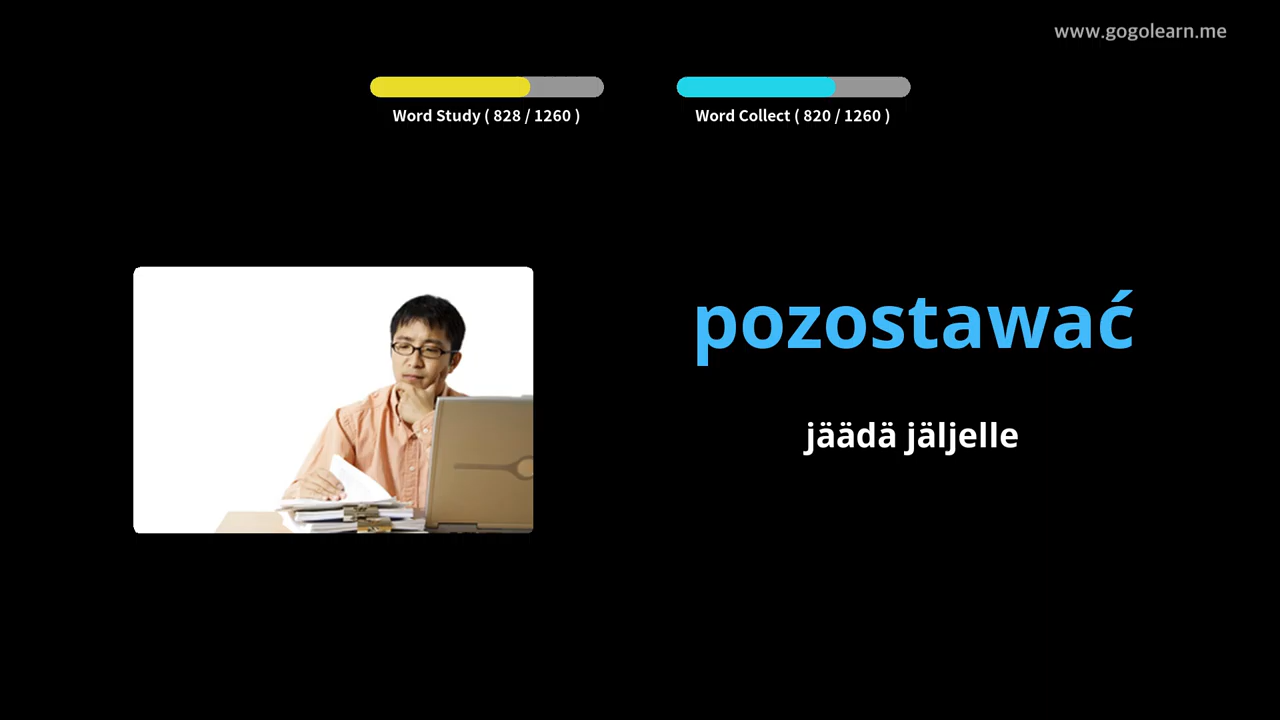 www.gogolearn.me
Word Study ( 828 / 1260 )
Word Collect ( 820 / 1260 )
pozostawać
jäädä jäljelle